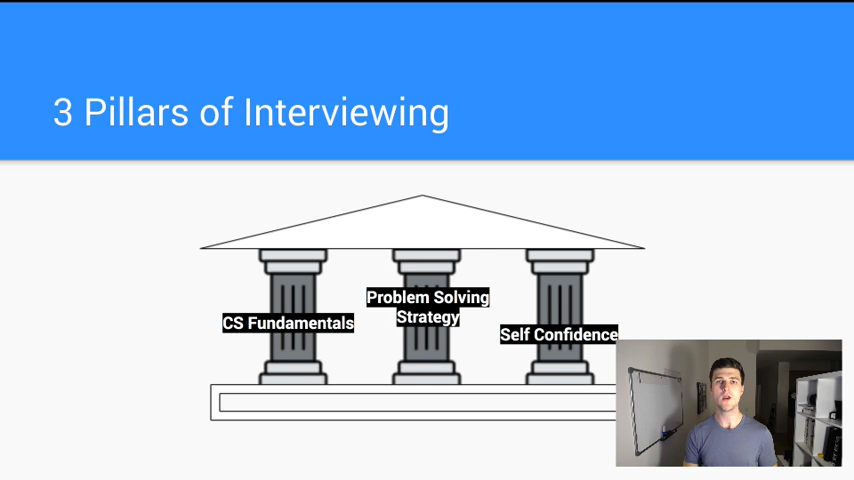 3 Pillars of Interviewing
CS Fundamentals
Problem Solving
Strategy
Self Confidence